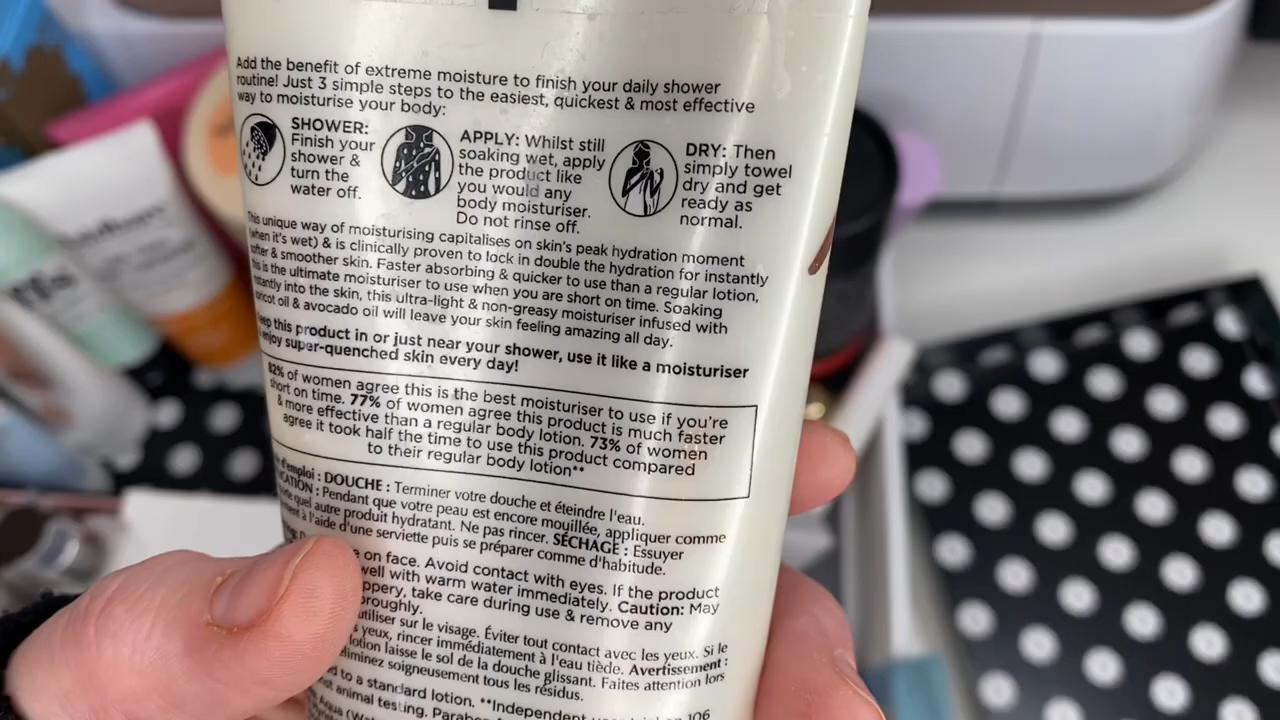 Add the benefit of extreme moisture to finish your daily shower
routine! Just 3 simple steps to the easiest, quickest & most effective
way to moisturise your body:
SHOWER:
Finish your
shower &
turn the
water off.
APPLY: Whilst still
soaking wet, apply
the product like
you would any
body moisturiser.
Do not rinse off.
DRY: Then
simply towel
dry and get
ready as
normal.
This unique way of moisturising capitalises on skin's peak hydration moment
(when it's wet) & is clinically proven to lock in double the hydration for instantly
softer & smoother skin. Faster absorbing & quicker to use than a regular lotion,
this is the ultimate moisturiser to use when you are short on time. Soaking
instantly into the skin, this ultra-light & non-greasy moisturiser infused with
apricot oil & avocado oil will leave your skin feeling amazing all day.
this product in or just near your shower, use it like a moisturiser
enjoy super-quenched skin every day!
82% of women agree this is the best moisturiser to use if you're
short on time. 77% of women agree this product is much faster
& more effective than a regular body lotion. 73% of women
agree it took half the time to use this product compared
to their regular body lotion**
d'emploi : DOUCHE : Terminer votre douche et éteindre l'eau.
Pendant que votre peau est encore mouillée, appliquer comme
quel autre produit hydratant. Ne pas rincer. SÉCHAGE : Essuyer
à l'aide d'une serviette puis se préparer comme d'habitude.
on face. Avoid contact with eyes. If the product
well with warm water immediately. Caution: May
take care during use & remove any
utiliser sur le visage. Éviter tout contact avec les yeux. Si le
yeux, rincer immédiatement à l'eau tiède. Avertissement :
lotion laisse le sol de la douche glissant. Faites attention lors
éliminez soigneusement tous les résidus.
to a standard lotion. **Independent 106
animal testing.